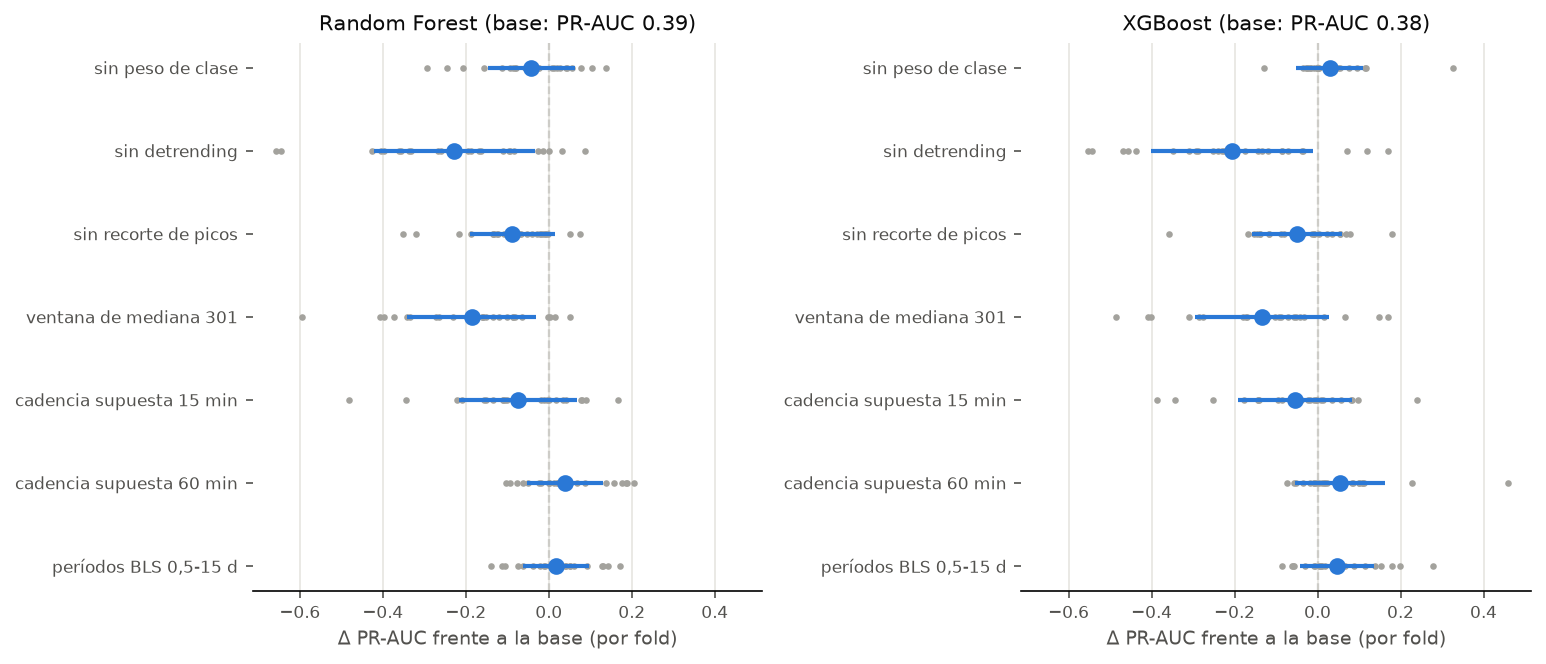 Random Forest (base: PR-AUC 0.39)
sin peso de clase
sin detrending
sin recorte de picos
ventana de mediana 301
cadencia supuesta 15 min
cadencia supuesta 60 min
períodos BLS 0,5-15 d
−0.6 −0.4 −0.2 0.0 0.2 0.4
Δ PR-AUC frente a la base (por fold)
XGBoost (base: PR-AUC 0.38)
sin peso de clase
sin detrending
sin recorte de picos
ventana de mediana 301
cadencia supuesta 15 min
cadencia supuesta 60 min
períodos BLS 0,5-15 d
−0.6 −0.4 −0.2 0.0 0.2 0.4
Δ PR-AUC frente a la base (por fold)